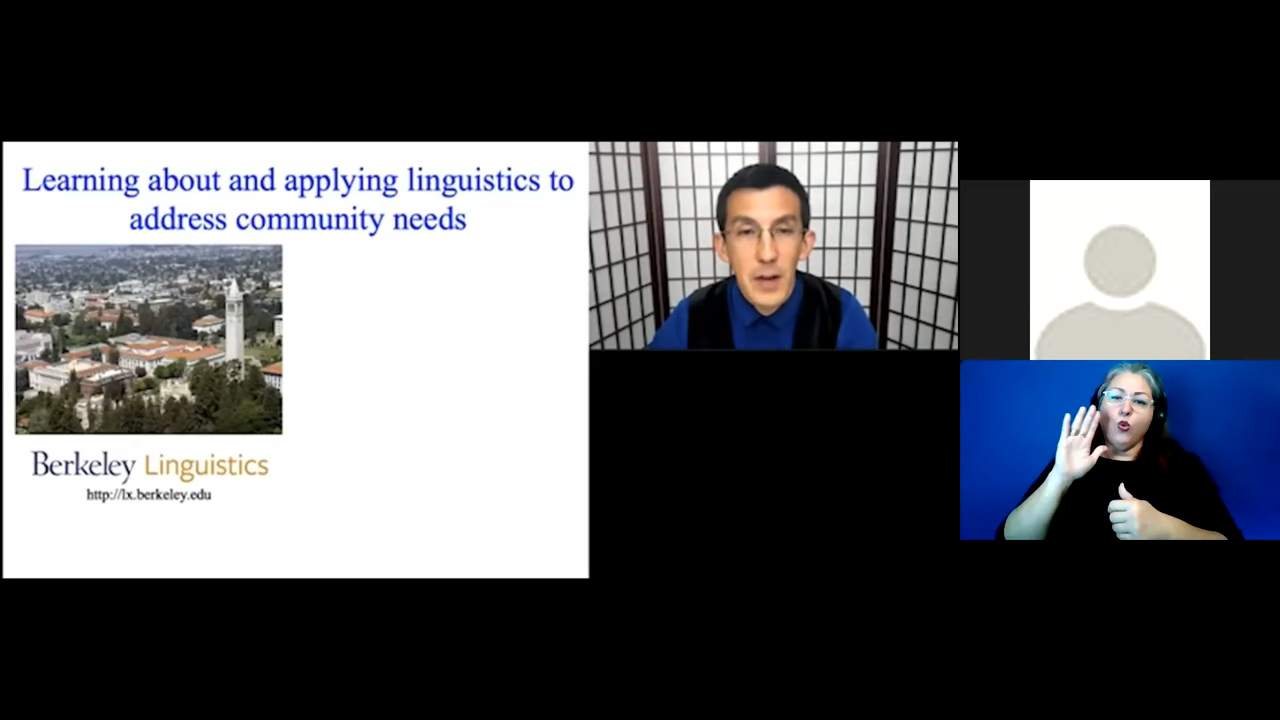 Learning about and applying linguistics to
address community needs
Berkeley Linguistics
http://lx.berkeley.edu